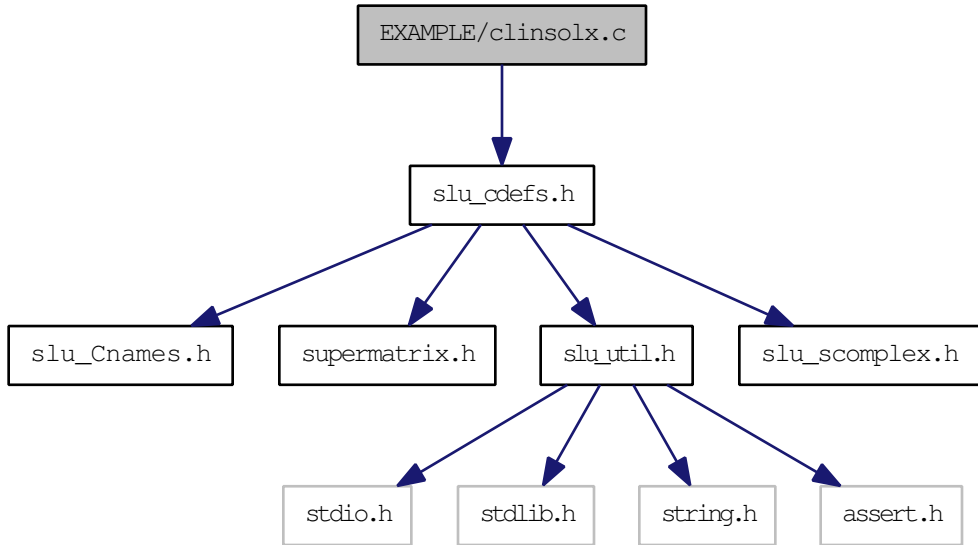 EXAMPLE/clinsolx.c
slu_cdefs.h
slu_Cnames.h
supermatrix.h
slu_util.h
slu_scomplex.h
stdio.h
stdlib.h
string.h
assert.h